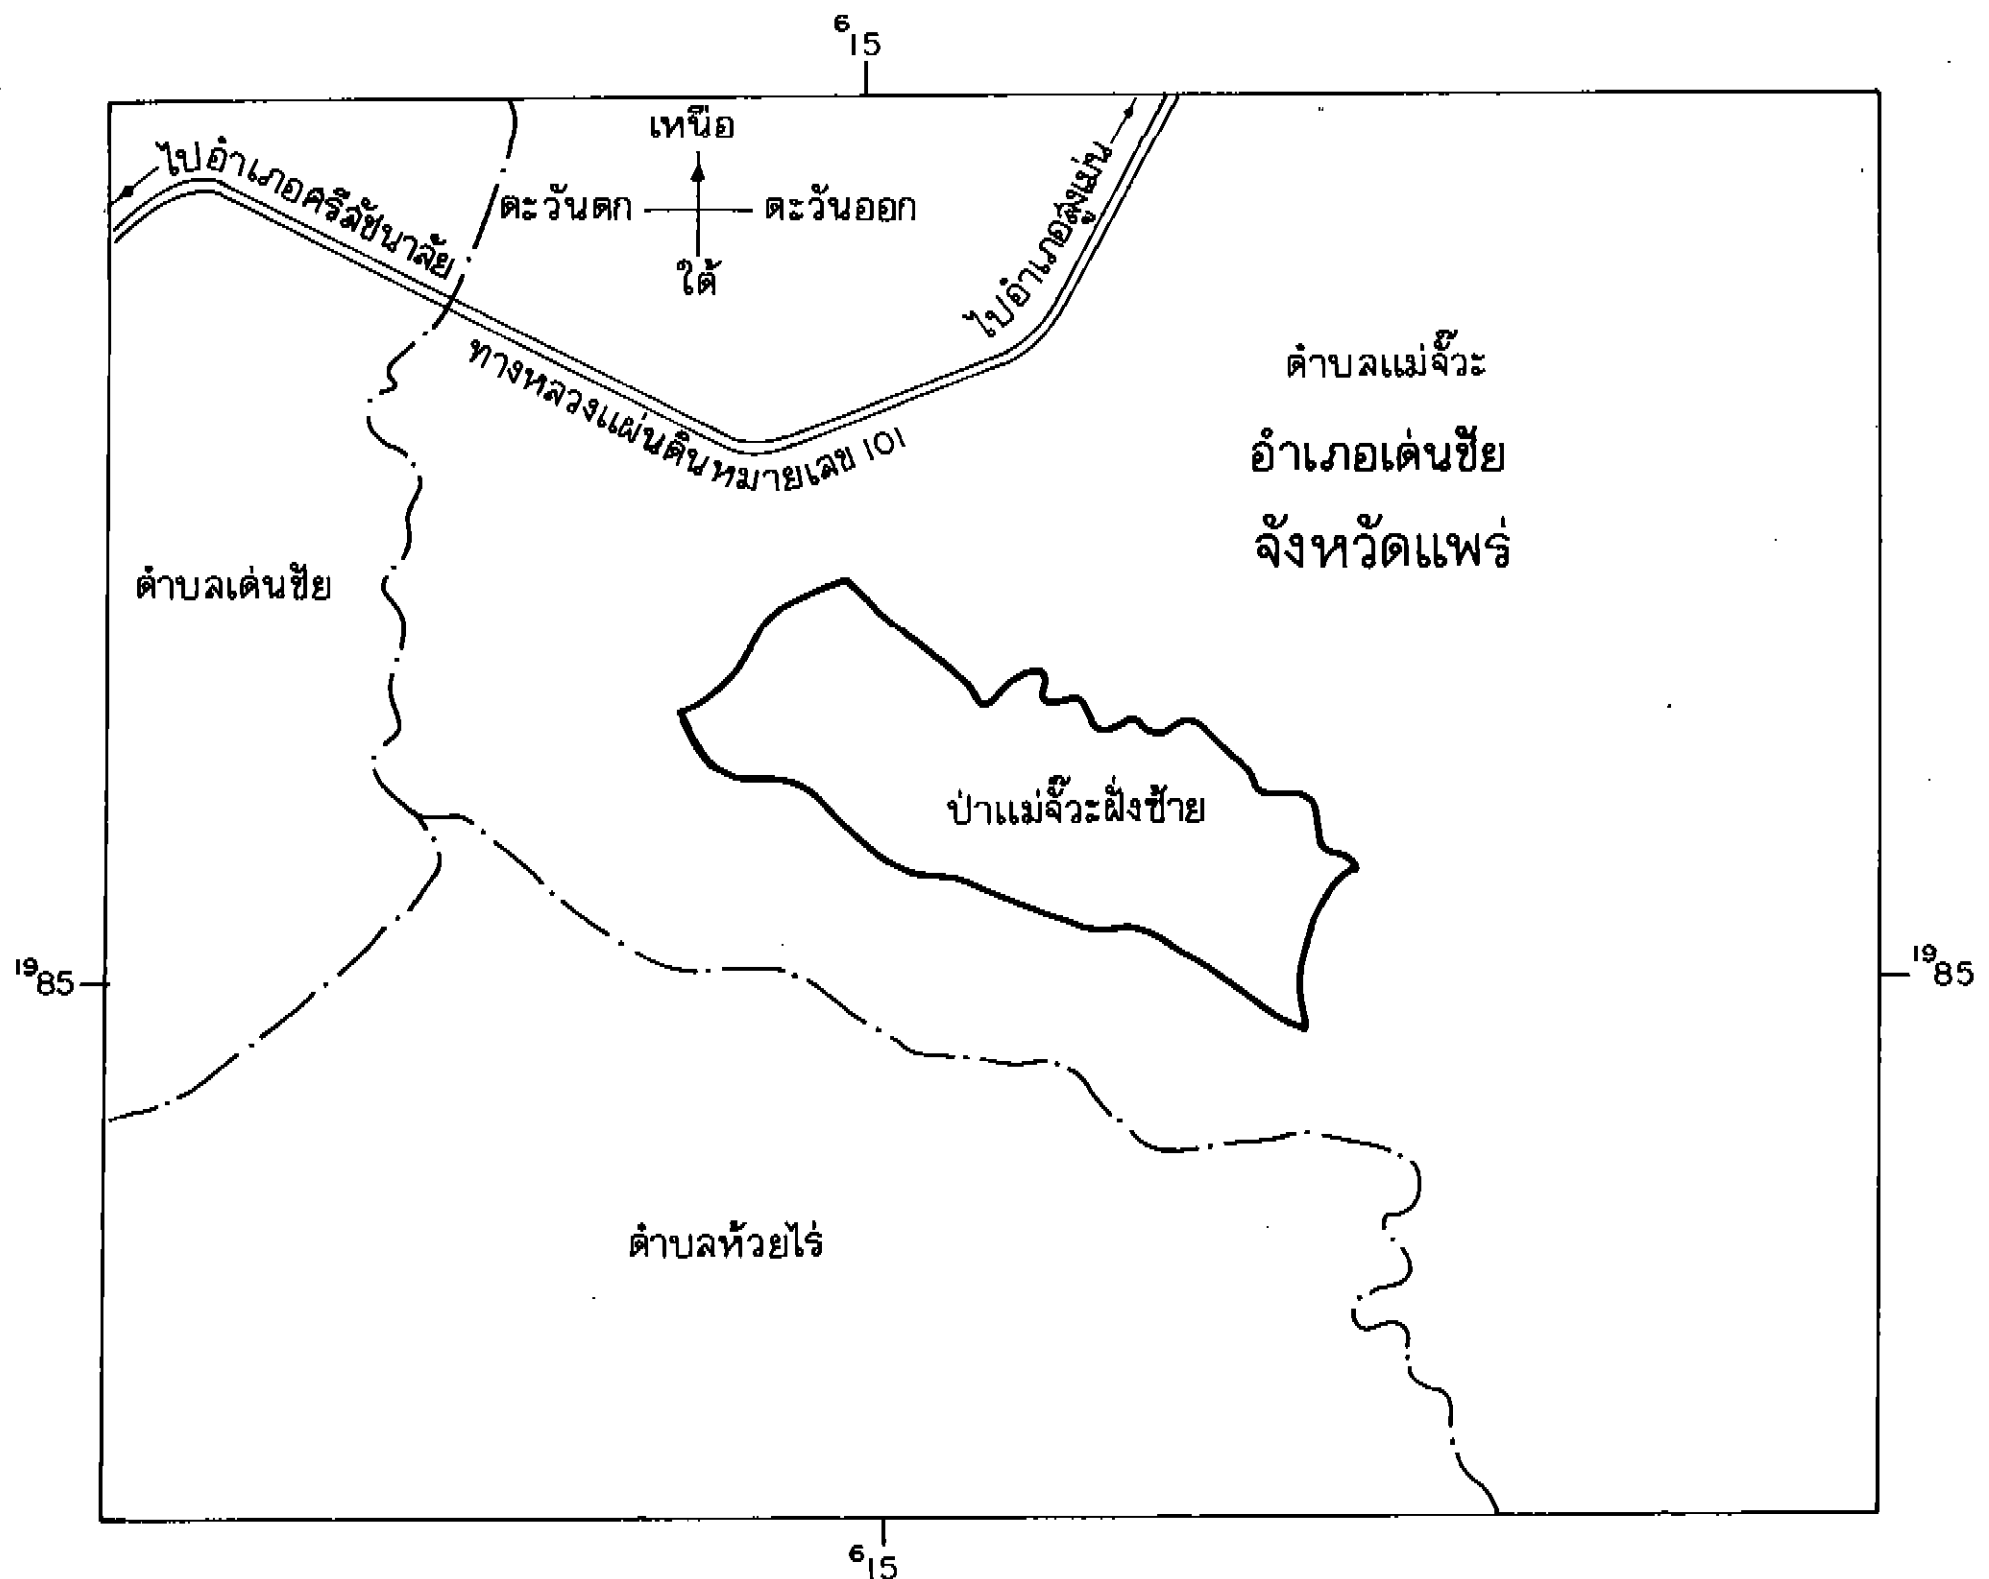 ⁶15
เหนือ
ตะวันตก
ตะวันออก
ใต้
ไปอำเภอศรีสัชนาลัย
ไปอำเภอสูงเม่น
ทางหลวงแผ่นดินหมายเลข 101
ตำบลแม่จั๊วะ
อำเภอเด่นชัย
จังหวัดแพร่
ตำบลเด่นชัย
ป่าแม่จั๊วะฝั่งซ้าย
¹⁹85
¹⁹85
ตำบลห้วยไร่
⁶15